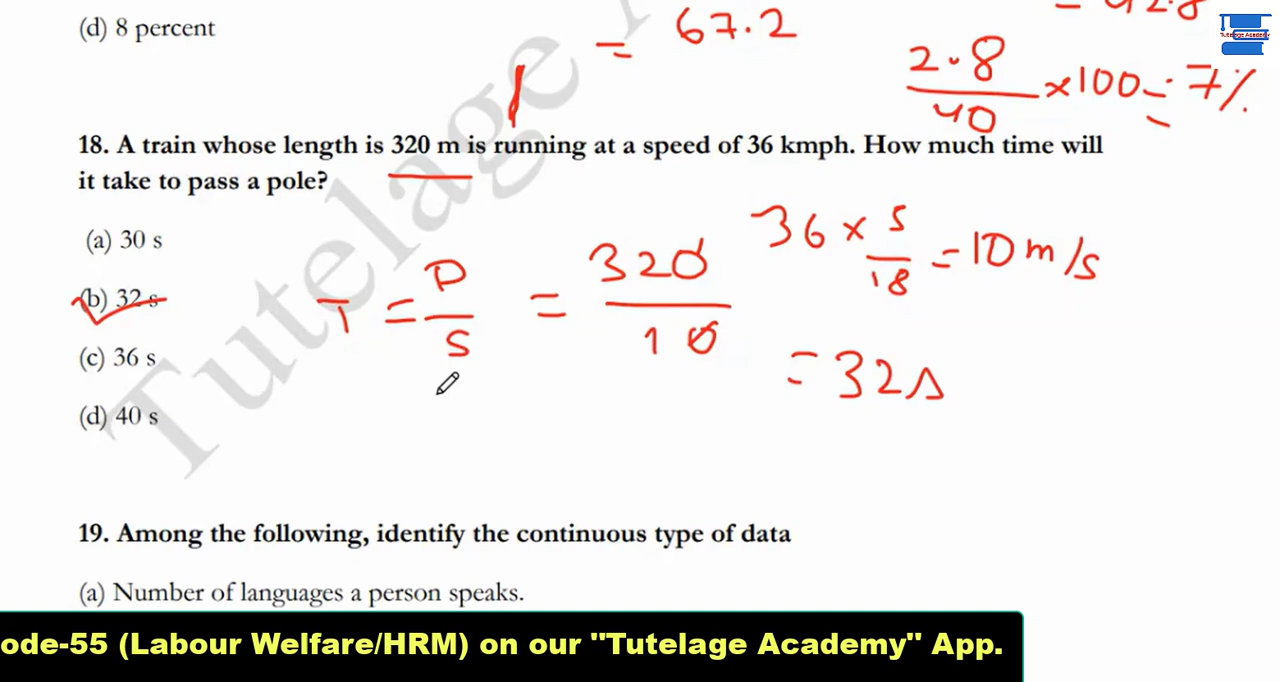 (d) 8 percent
= 67.2
2.8/40 ×100 = 7%
18. A train whose length is 320 m is running at a speed of 36 kmph. How much time will
it take to pass a pole?
(a) 30 s
36 × 5/18 = 10 m/s
(b) 32 s
T = D/S = 320/10
= 32s
(c) 36 s
(d) 40 s
19. Among the following, identify the continuous type of data
(a) Number of languages a person speaks.
ode-55 (Labour Welfare/HRM) on our "Tutelage Academy" App.
Tutelage Academy
Tutelage